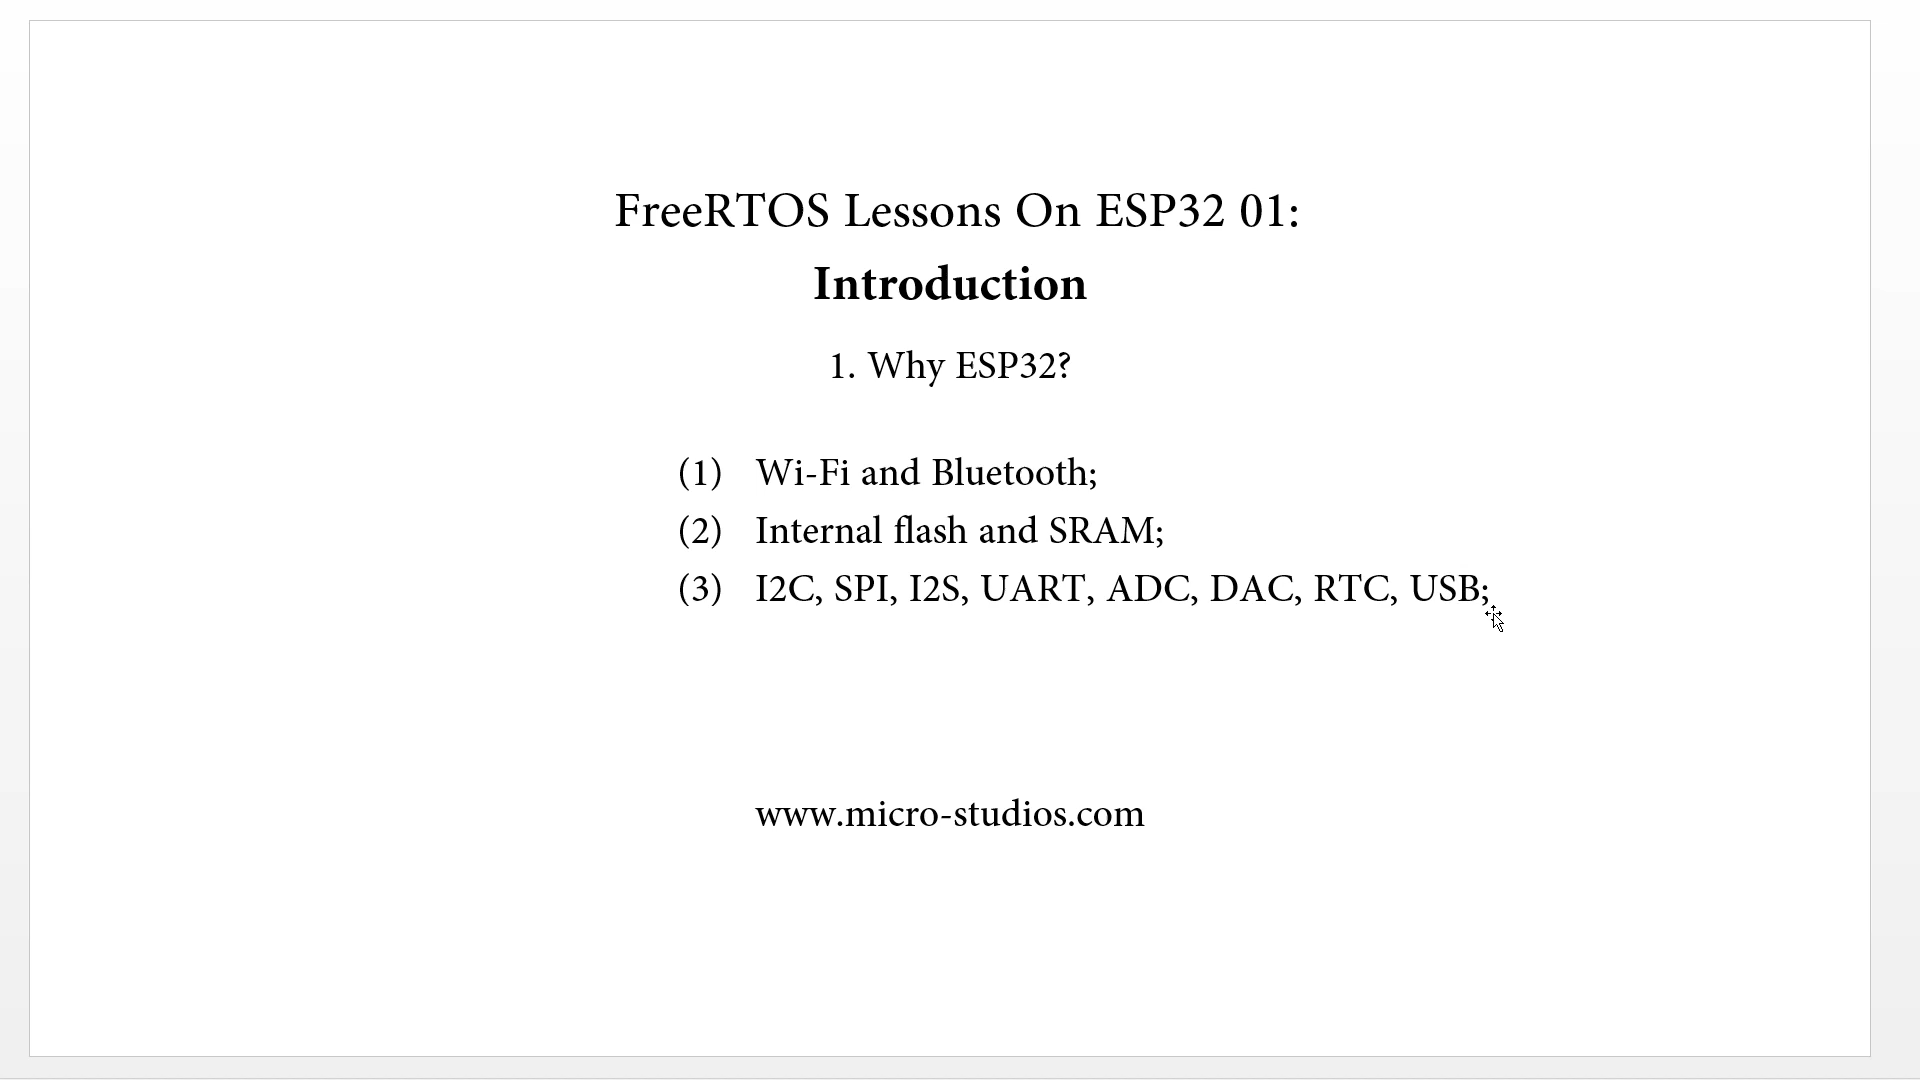 FreeRTOS Lessons On ESP32 01:
Introduction
1. Why ESP32?
(1) Wi-Fi and Bluetooth;
(2) Internal flash and SRAM;
(3) I2C, SPI, I2S, UART, ADC, DAC, RTC, USB;
www.micro-studios.com